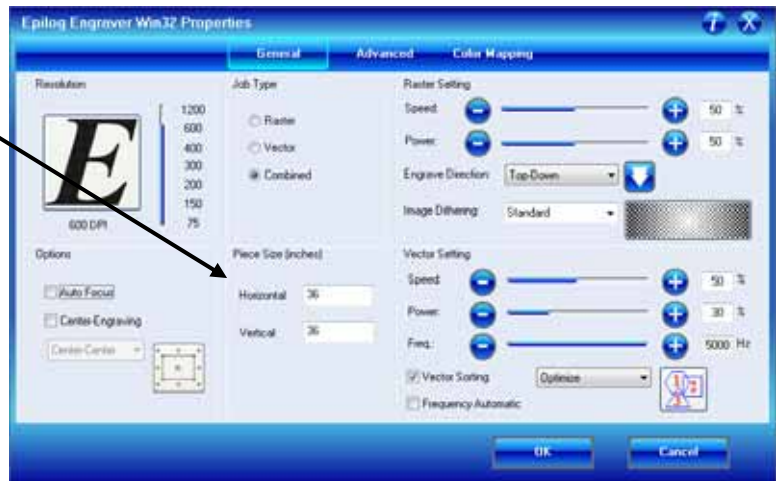 Epilog Engraver Win32 Properties
General Advanced Color Mapping
Resolution
E
1200
600
400
300
200
150
75
600 DPI
Job Type
Raster
Vector
Combined
Raster Setting
Speed: 50 %
Power: 50 %
Engrave Direction: Top-Down
Image Dithering: Standard
Options
Auto Focus
Center-Engraving
Center-Center
Piece Size (inches)
Horizontal 36
Vertical 36
Vector Setting
Speed: 50 %
Power: 30 %
Freq.: 5000 Hz
Vector Sorting Optimize
Frequency Automatic
OK Cancel